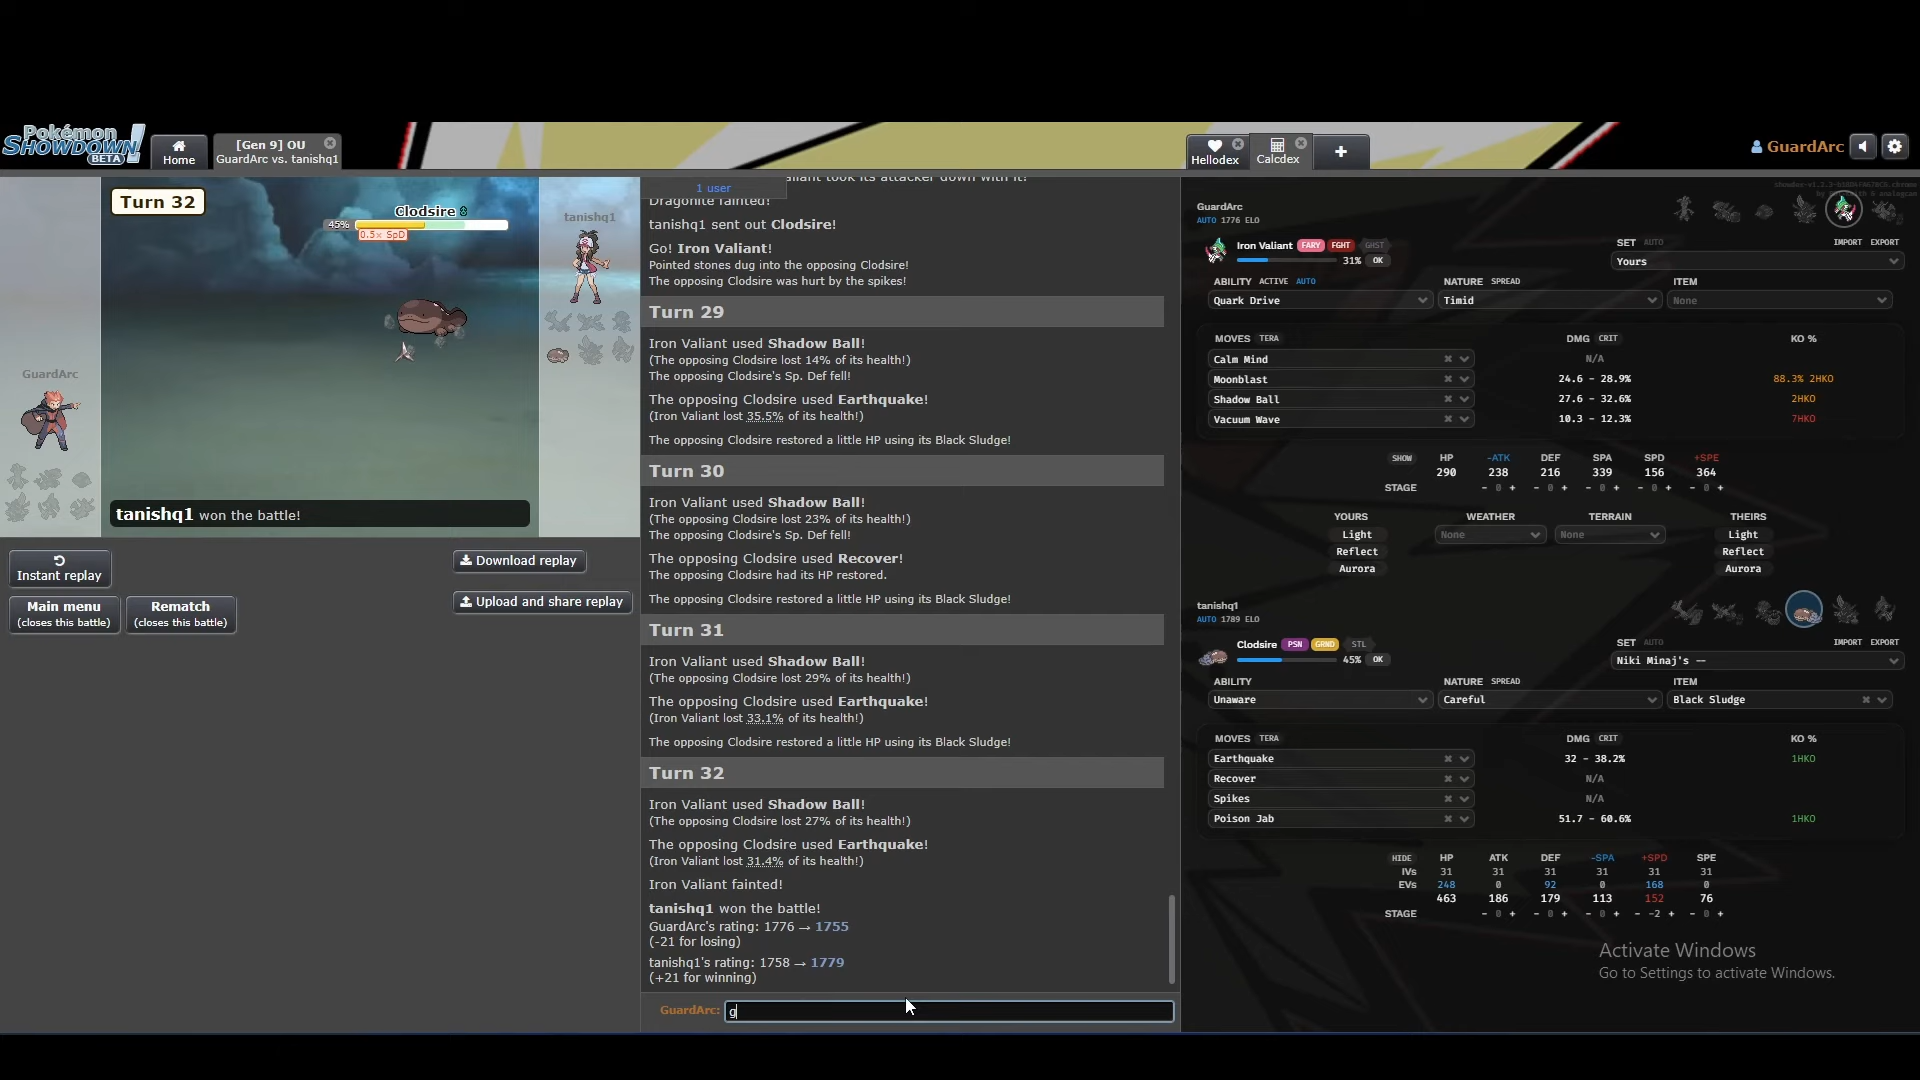 Pokémon
SHOWDOWN!
BETA
Home
[Gen 9] OU
GuardArc vs. tanishq1
Hellodex
Calcdex
+
GuardArc
Turn 32
Clodsire
45%
0.5× SpD
tanishq1
GuardArc
tanishq1 won the battle!
Instant replay
Download replay
Upload and share replay
Main menu
(closes this battle)
Rematch
(closes this battle)
1 user
Dragonite fainted!
tanishq1 sent out Clodsire!
Go! Iron Valiant!
Pointed stones dug into the opposing Clodsire!
The opposing Clodsire was hurt by the spikes!
Turn 29
Iron Valiant used Shadow Ball!
(The opposing Clodsire lost 14% of its health!)
The opposing Clodsire's Sp. Def fell!
The opposing Clodsire used Earthquake!
(Iron Valiant lost 35.5% of its health!)
The opposing Clodsire restored a little HP using its Black Sludge!
Turn 30
Iron Valiant used Shadow Ball!
(The opposing Clodsire lost 23% of its health!)
The opposing Clodsire's Sp. Def fell!
The opposing Clodsire used Recover!
The opposing Clodsire had its HP restored.
The opposing Clodsire restored a little HP using its Black Sludge!
Turn 31
Iron Valiant used Shadow Ball!
(The opposing Clodsire lost 29% of its health!)
The opposing Clodsire used Earthquake!
(Iron Valiant lost 33.1% of its health!)
The opposing Clodsire restored a little HP using its Black Sludge!
Turn 32
Iron Valiant used Shadow Ball!
(The opposing Clodsire lost 27% of its health!)
The opposing Clodsire used Earthquake!
(Iron Valiant lost 31.4% of its health!)
Iron Valiant fainted!
tanishq1 won the battle!
GuardArc's rating: 1776 → 1755
(-21 for losing)
tanishq1's rating: 1758 → 1779
(+21 for winning)
GuardArc: g
GuardArc
AUTO 1776 ELO
Iron Valiant FARY FGHT GHST
31% OK
SET AUTO IMPORT EXPORT
Yours
ABILITY ACTIVE AUTO NATURE SPREAD ITEM
Quark Drive Timid None
MOVES TERA DMG CRIT KO %
Calm Mind N/A
Moonblast 24.6 - 28.9% 88.3% 2HKO
Shadow Ball 27.6 - 32.6% 2HKO
Vacuum Wave 10.3 - 12.3% 7HKO
SHOW HP -ATK DEF SPA SPD +SPE
290 238 216 339 156 364
STAGE - 0 + - 0 + - 0 + - 0 + - 0 +
YOURS WEATHER TERRAIN THEIRS
Light None None Light
Reflect Reflect
Aurora Aurora
tanishq1
AUTO 1789 ELO
Clodsire PSN GRND STL
45% OK
SET AUTO IMPORT EXPORT
Niki Minaj's --
ABILITY NATURE SPREAD ITEM
Unaware Careful Black Sludge
MOVES TERA DMG CRIT KO %
Earthquake 32 - 38.2% 1HKO
Recover N/A
Spikes N/A
Poison Jab 51.7 - 60.6% 1HKO
HIDE HP ATK DEF -SPA +SPD SPE
IVs 31 31 31 31 31 31
EVs 248 0 92 0 168 0
463 186 179 113 152 76
STAGE - 0 + - 0 + - 0 + - -2 + - 0 +
Activate Windows
Go to Settings to activate Windows.